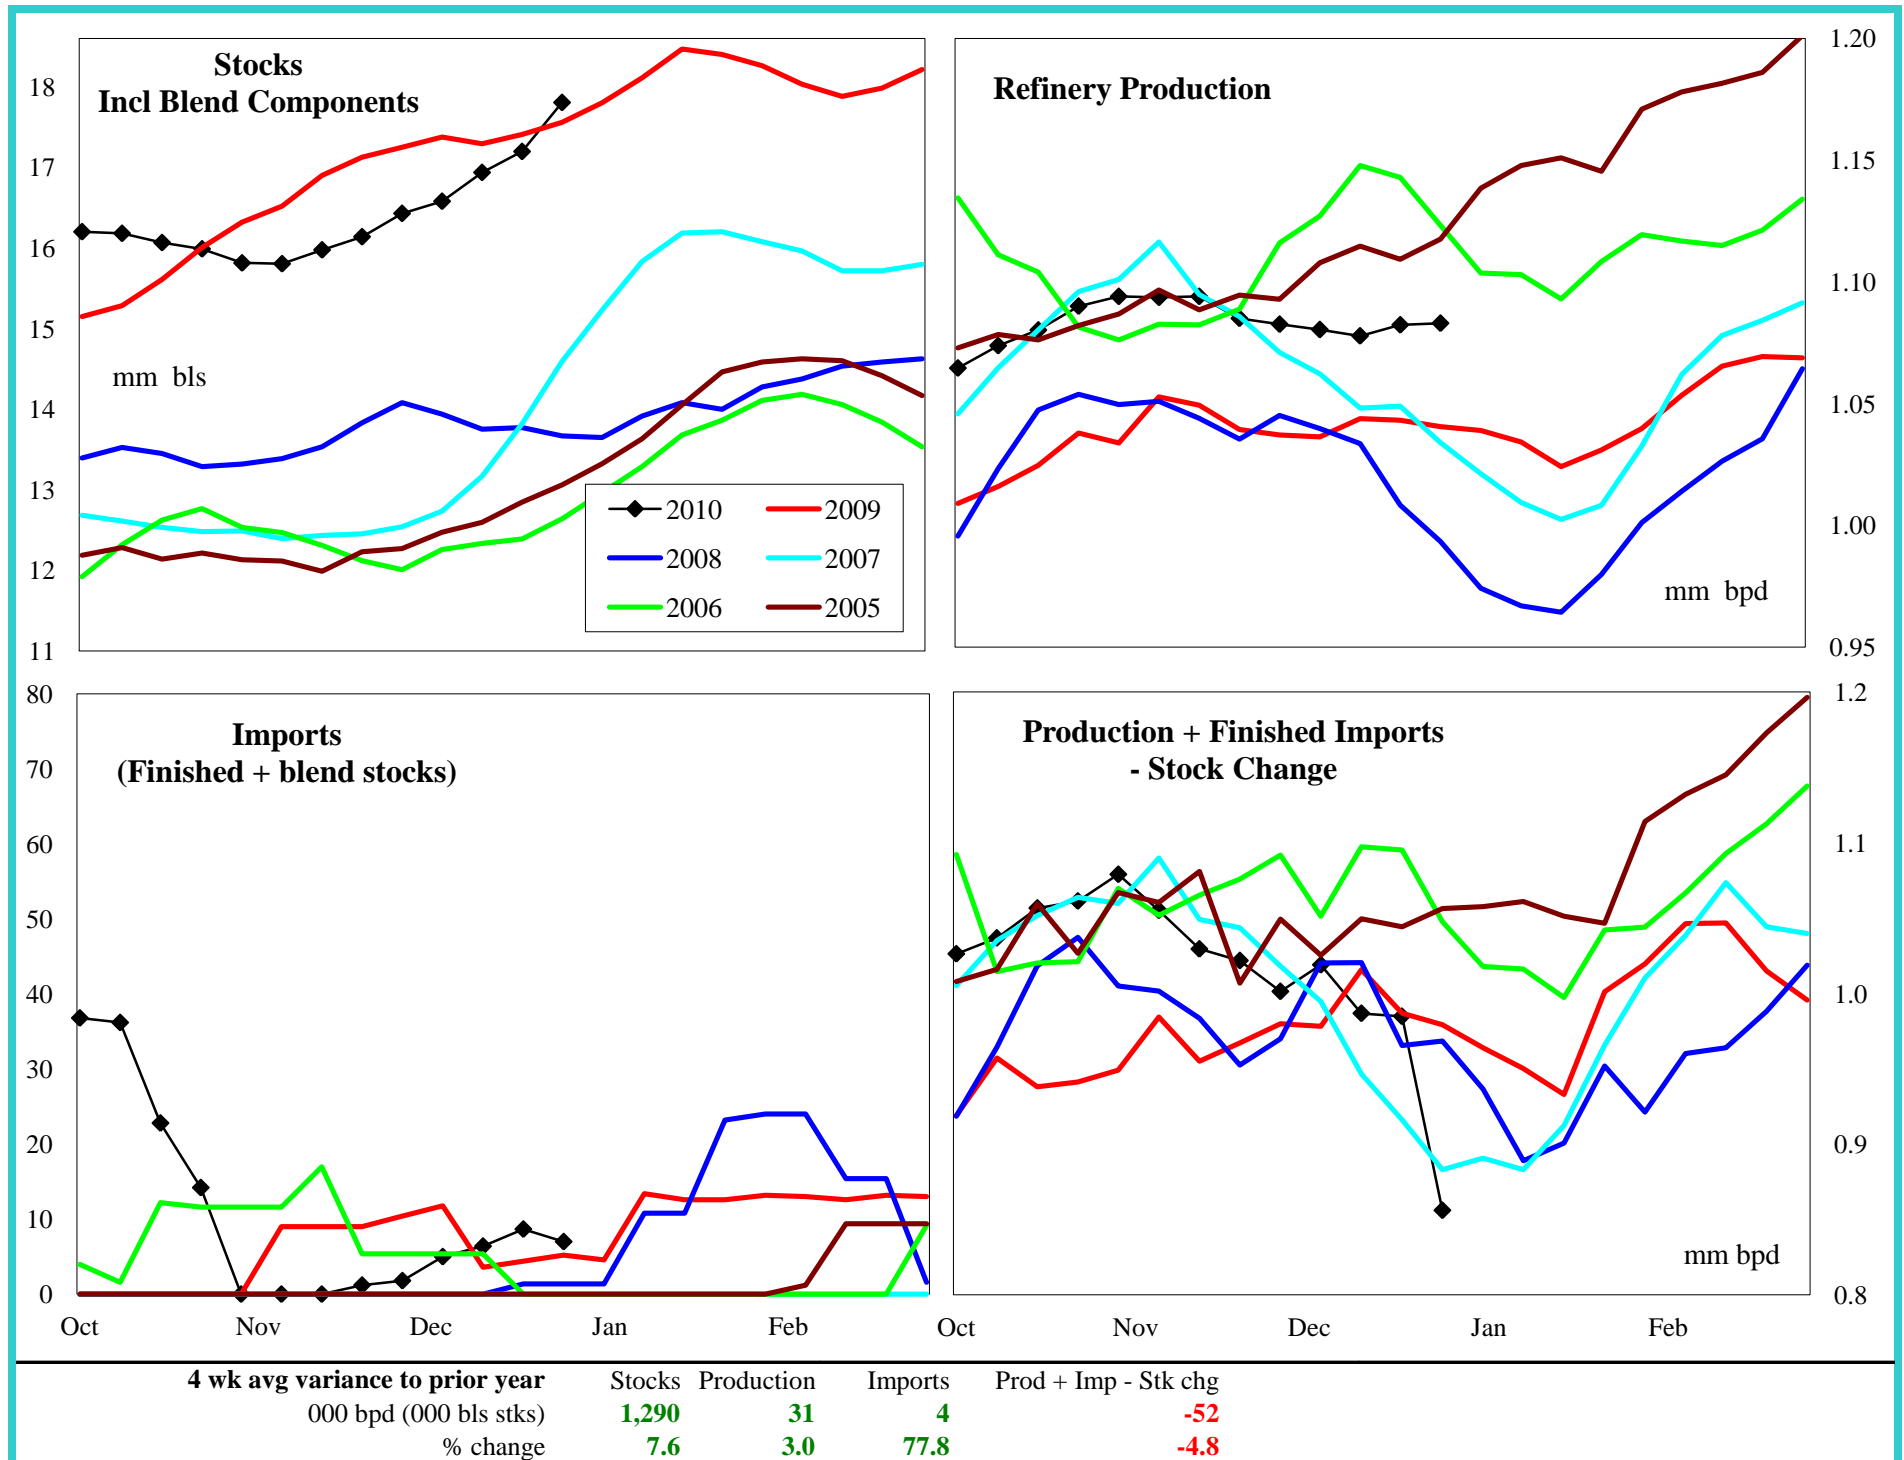 Stocks
Incl Blend Components
18
17
16
15
14
13
12
11
mm bls
2010 2009
2008 2007
2006 2005
Refinery Production
1.20
1.15
1.10
1.05
1.00
0.95
mm bpd
Imports
(Finished + blend stocks)
80
70
60
50
40
30
20
10
0
Oct Nov Dec Jan Feb
Production + Finished Imports
- Stock Change
1.2
1.1
1.0
0.9
0.8
mm bpd
Oct Nov Dec Jan Feb
4 wk avg variance to prior year Stocks Production Imports Prod + Imp - Stk chg
000 bpd (000 bls stks) 1,290 31 4 -52
% change 7.6 3.0 77.8 -4.8